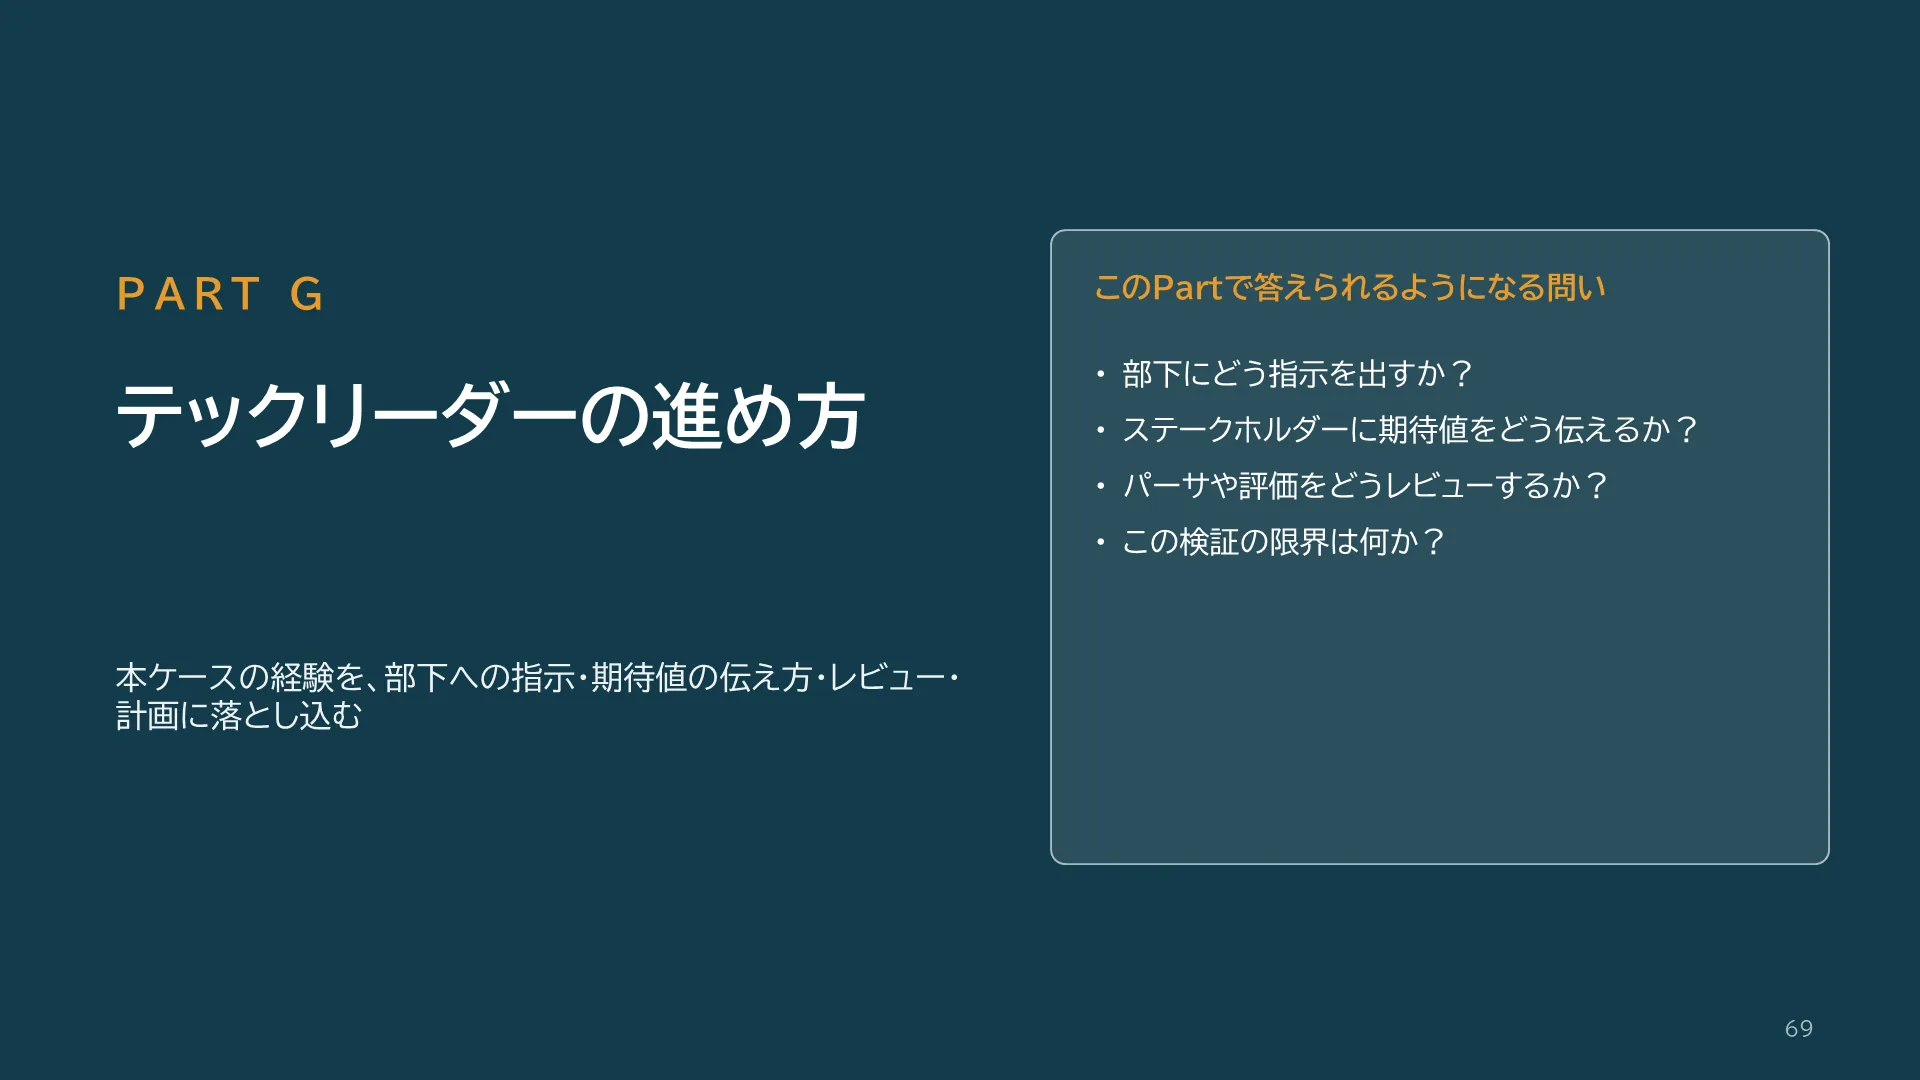 PART G
テックリーダーの進め方
本ケースの経験を、部下への指示・期待値の伝え方・レビュー・
計画に落とし込む
このPartで答えられるようになる問い
• 部下にどう指示を出すか？
• ステークホルダーに期待値をどう伝えるか？
• パーサや評価をどうレビューするか？
• この検証の限界は何か？
69